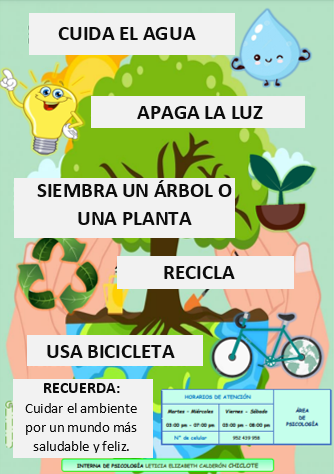 CUIDA EL AGUA
APAGA LA LUZ
SIEMBRA UN ÁRBOL O
UNA PLANTA
RECICLA
USA BICICLETA
RECUERDA:
Cuidar el ambiente
por un mundo más
saludable y feliz.
HORARIOS DE ATENCIÓN
Martes - Miércoles
Viernes - Sábado
03:00 pm - 07:00 pm
03:00 pm - 08:00 pm
N° de celular
952 439 958
ÁREA
DE
PSICOLOGÍA
INTERNA DE PSICOLOGÍA LETICIA ELIZABETH CALDERÓN CHICLOTE